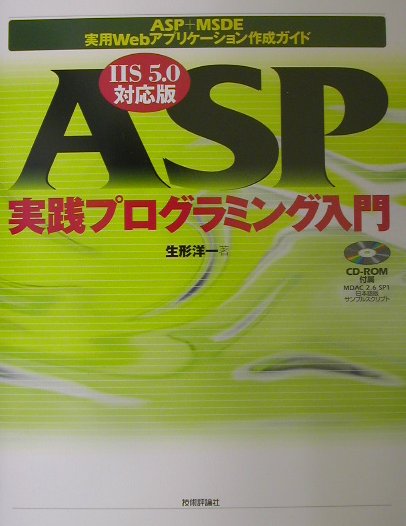 ASP+MSDE
実用Webアプリケーション作成ガイド
IIS 5.0
対応版
ASP
実践プログラミング入門
生形洋一 著
CD-ROM
付属
MDAC 2.6 SP1
日本語版
サンプルスクリプト
技術評論社